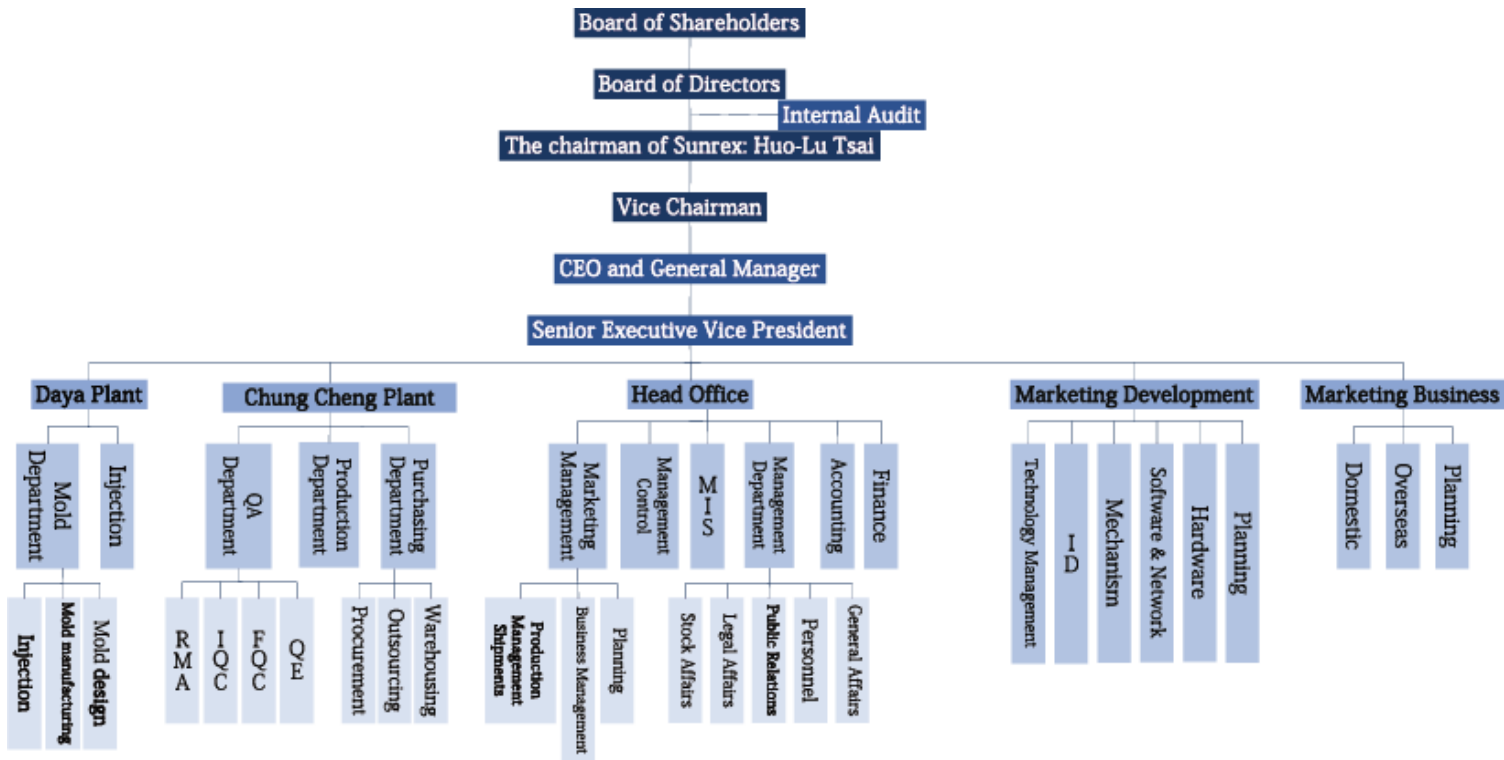 Board of Shareholders
Board of Directors
Internal Audit
The chairman of Sunrex: Huo-Lu Tsai
Vice Chairman
CEO and General Manager
Senior Executive Vice President
Daya Plant
Chung Cheng Plant
Head Office
Marketing Development
Marketing Business
Mold
Department
Injection
QA
Department
Production
Department
Purchasing
Department
Marketing
Management
Management
Control
MIS
Management
Department
Accounting
Finance
Technology Management
ID
Mechanism
Software & Network
Hardware
Planning
Domestic
Overseas
Planning
Injection
Mold manufacturing
Mold design
RMA
IQC
FQC
QE
Procurement
Outsourcing
Warehousing
Production
Management
Shipments
Business Management
Planning
Stock Affairs
Legal Affairs
Public Relations
Personnel
General Affairs